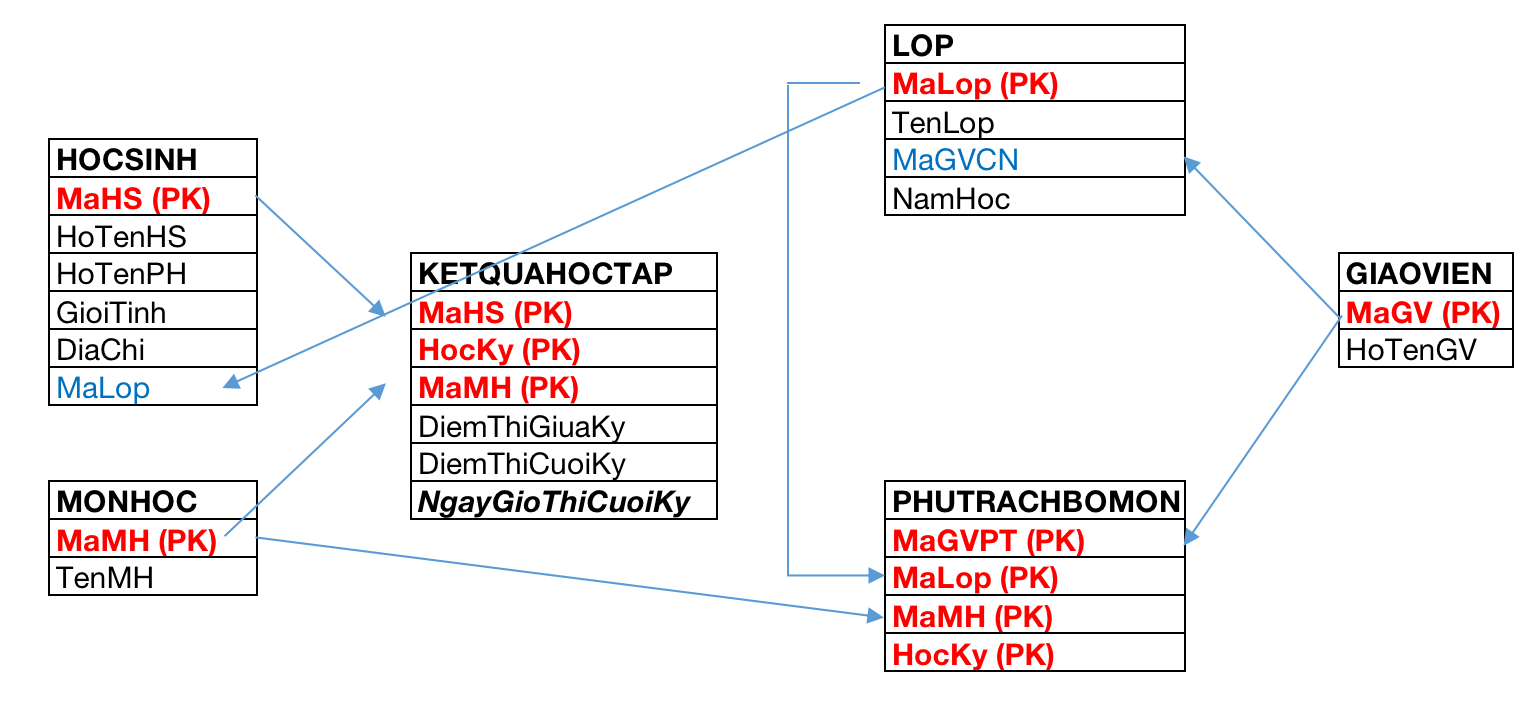 LOP
MaLop (PK)
TenLop
MaGVCN
NamHoc
HOCSINH
MaHS (PK)
HoTenHS
HoTenPH
GioiTinh
DiaChi
MaLop
KETQUAHOCTAP
MaHS (PK)
HocKy (PK)
MaMH (PK)
DiemThiGiuaKy
DiemThiCuoiKy
NgayGioThiCuoiKy
GIAOVIEN
MaGV (PK)
HoTenGV
MONHOC
MaMH (PK)
TenMH
PHUTRACHBOMON
MaGVPT (PK)
MaLop (PK)
MaMH (PK)
HocKy (PK)